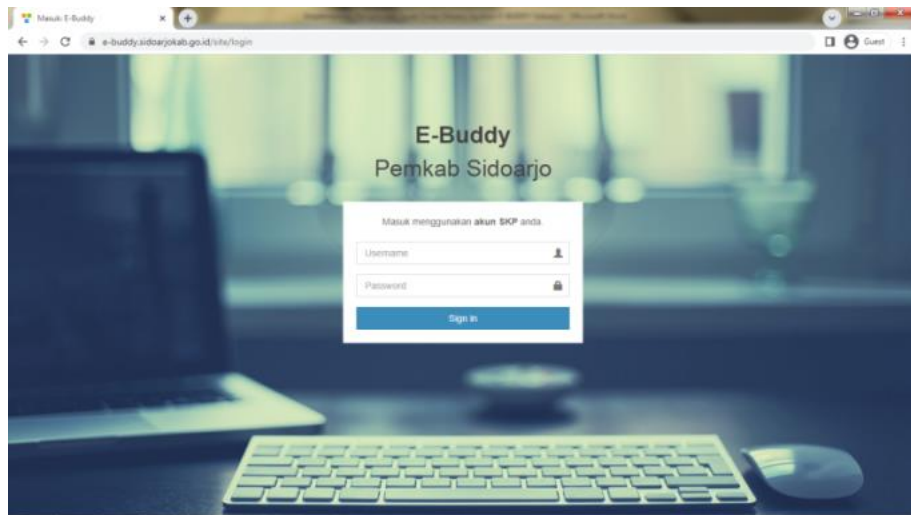 Masuk: E-Buddy
e-buddy.sidoarjokab.go.id/site/login
Guest
E-Buddy
Pemkab Sidoarjo
Masuk menggunakan akun SKP anda
Username
Password
Sign in